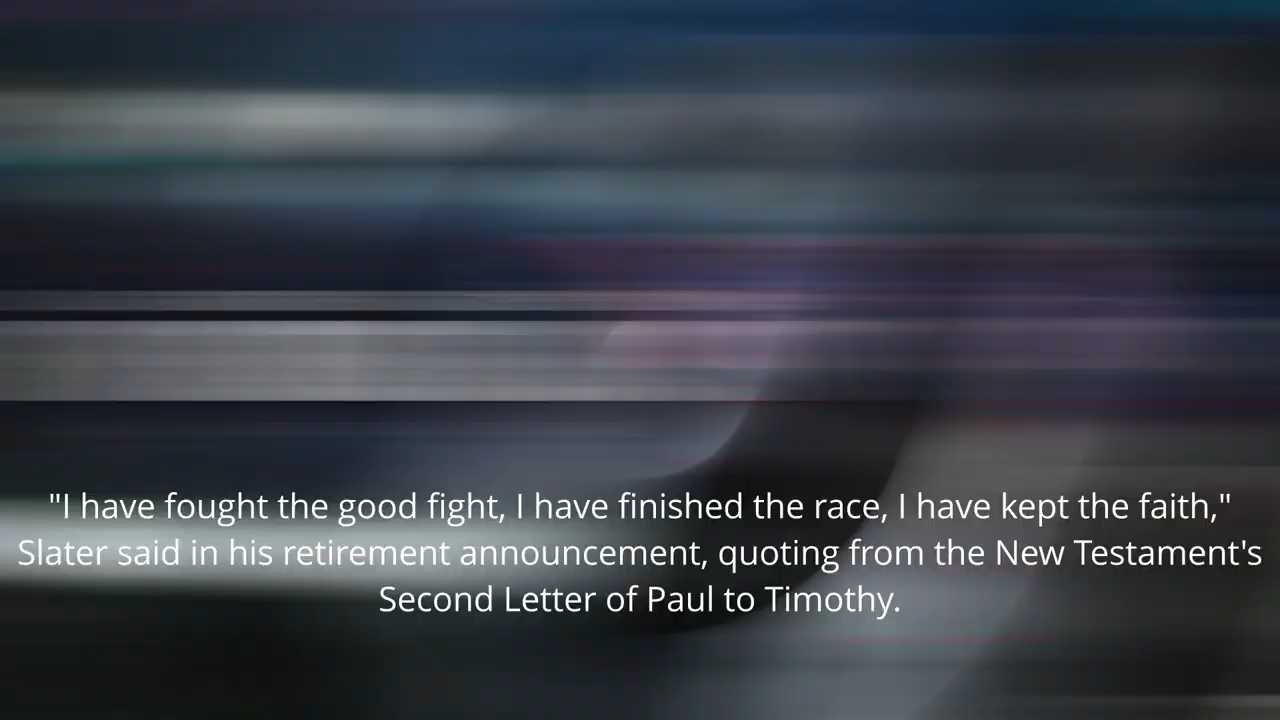 "I have fought the good fight, I have finished the race, I have kept the faith,"
Slater said in his retirement announcement, quoting from the New Testament's
Second Letter of Paul to Timothy.